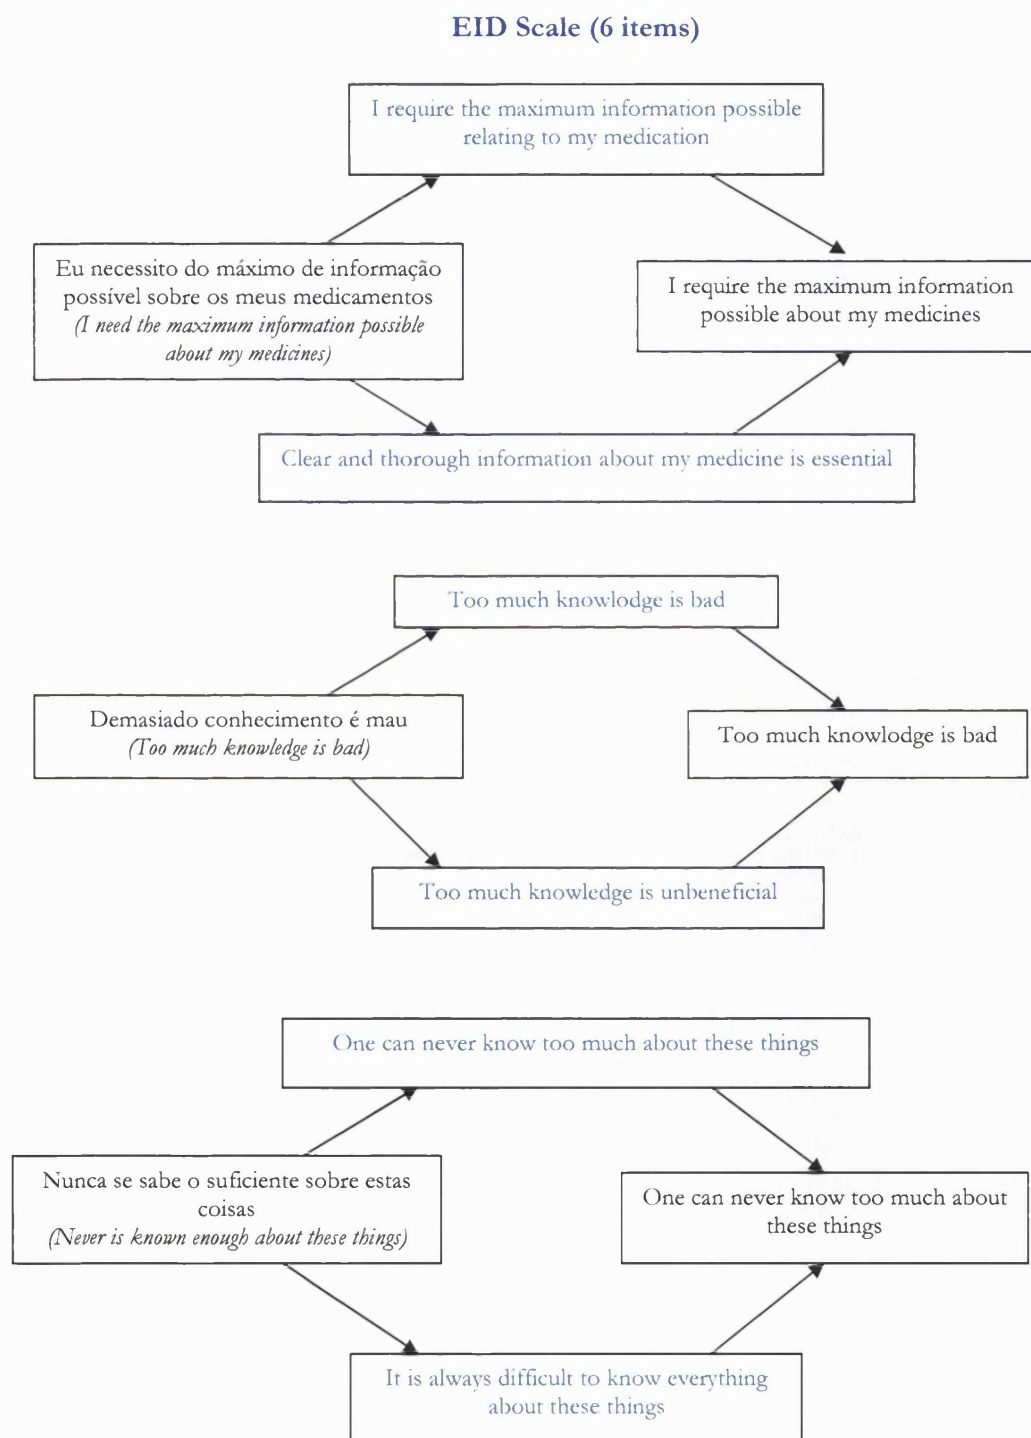 EID Scale (6 items)
I require the maximum information possible
relating to my medication
Eu necessito do máximo de informação
possível sobre os meus medicamentos
(I need the maximum information possible
about my medicines)
I require the maximum information
possible about my medicines
Clear and thorough information about my medicine is essential
Too much knowlodge is bad
Demasiado conhecimento é mau
(Too much knowledge is bad)
Too much knowlodge is bad
Too much knowledge is unbeneficial
One can never know too much about these things
Nunca se sabe o suficiente sobre estas
coisas
(Never is known enough about these things)
One can never know too much about
these things
It is always difficult to know everything
about these things